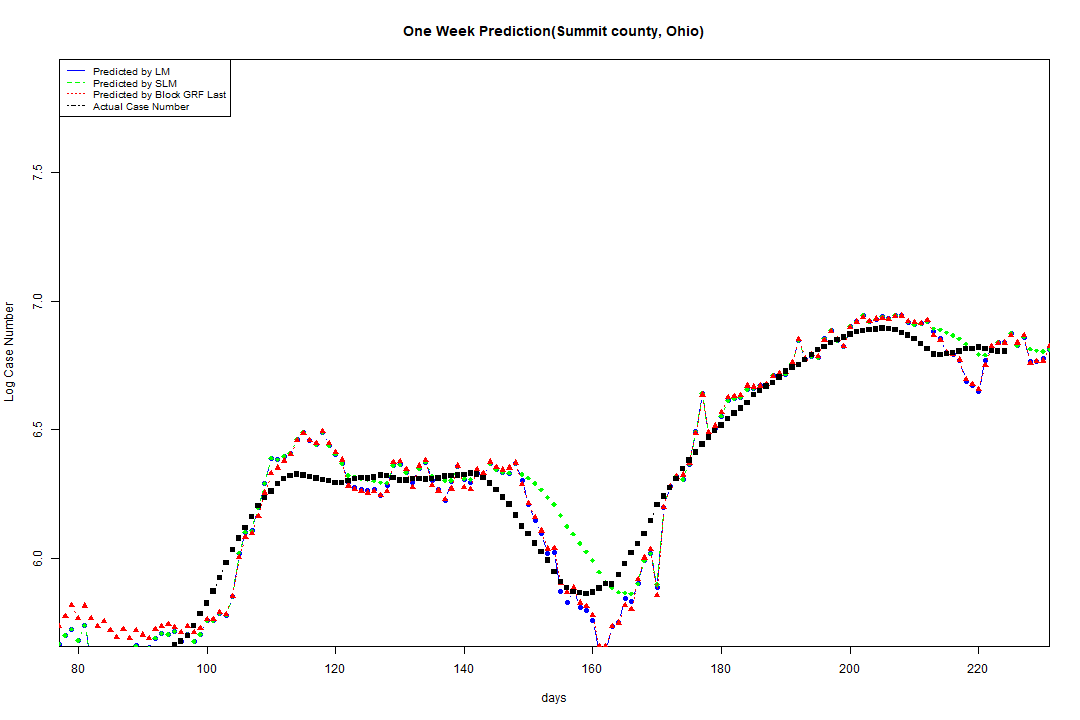 One Week Prediction(Summit county, Ohio)
Predicted by LM
Predicted by SLM
Predicted by Block GRF Last
Actual Case Number
7.5
7.0
6.5
6.0
Log Case Number
80 100 120 140 160 180 200 220
days